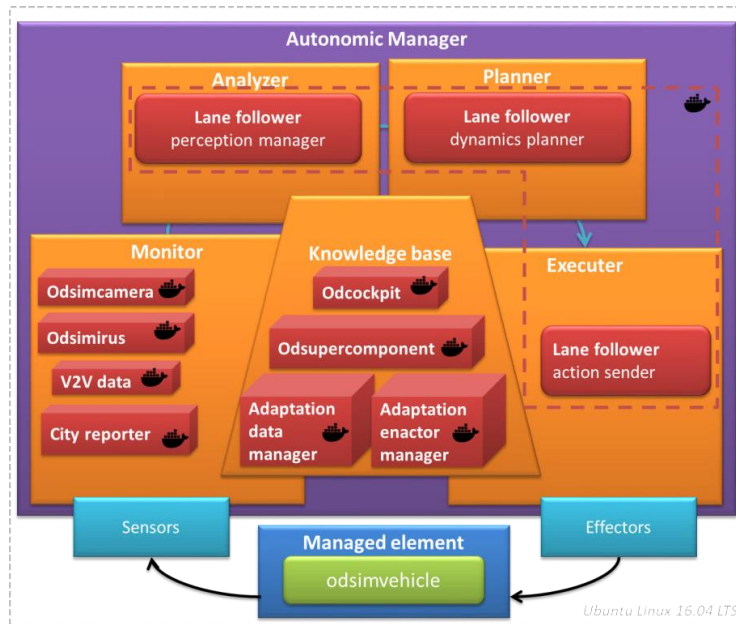 Autonomic Manager
Analyzer
Planner
Lane follower
perception manager
Lane follower
dynamics planner
Monitor
Knowledge base
Executer
Odsimcamera
Odcockpit
Odsimirus
Odsupercomponent
Lane follower
action sender
V2V data
City reporter
Adaptation
data
manager
Adaptation
enactor
manager
Sensors
Effectors
Managed element
odsimvehicle
Ubuntu Linux 16.04 LTS